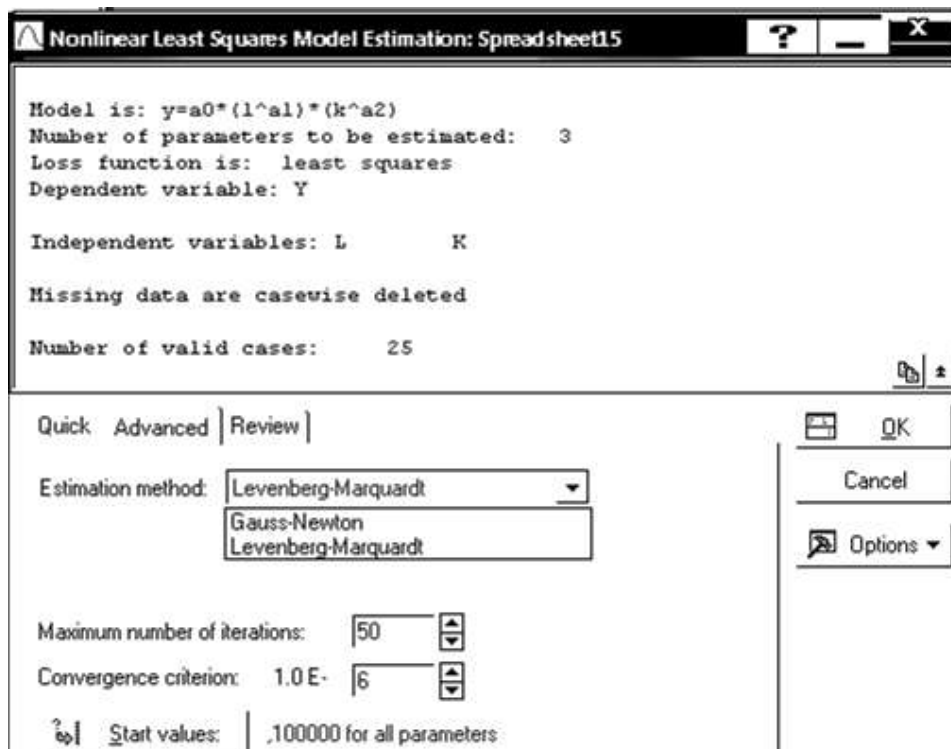 Nonlinear Least Squares Model Estimation: Spreadsheet15
Model is: y=a0*(l^a1)*(k^a2)
Number of parameters to be estimated: 3
Loss function is: least squares
Dependent variable: Y
Independent variables: L K
Missing data are casewise deleted
Number of valid cases: 25
Quick Advanced Review
OK
Cancel
Options
Estimation method: Levenberg-Marquardt
Gauss-Newton
Levenberg-Marquardt
Maximum number of iterations: 50
Convergence criterion: 1.0 E- 6
Start values: ,100000 for all parameters